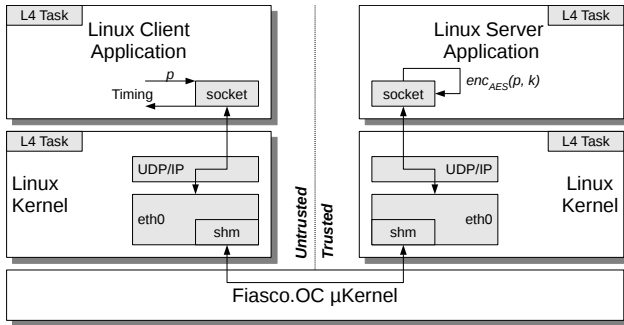 L4 Task
Linux Client
Application
p
Timing
socket
L4 Task
Linux Server
Application
socket
enc_AES(p, k)
L4 Task
Linux
Kernel
UDP/IP
eth0
shm
Untrusted
Trusted
L4 Task
UDP/IP
Linux
Kernel
eth0
shm
Fiasco.OC µKernel